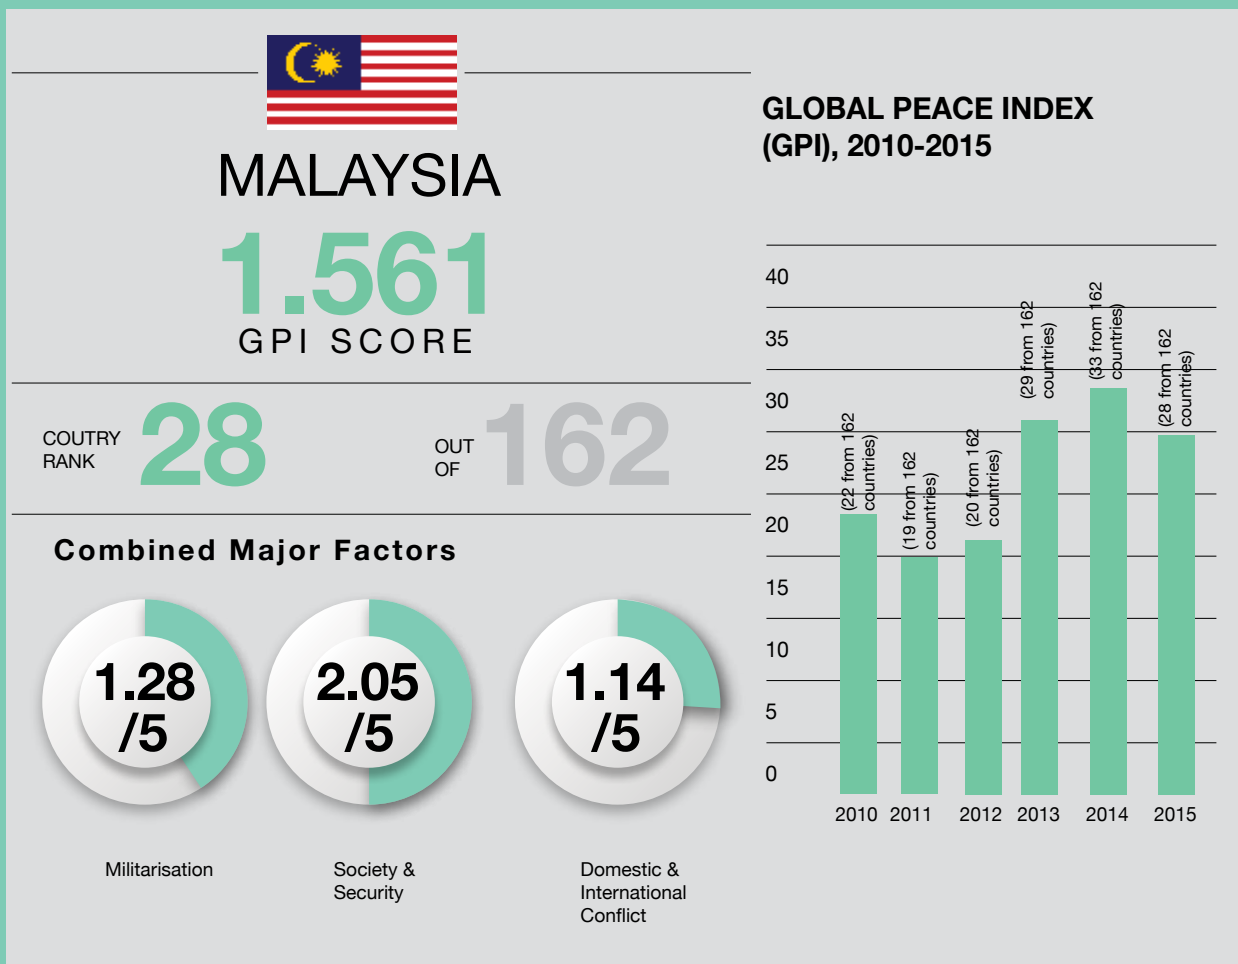 MALAYSIA
1.561
GPI SCORE
COUTRY
RANK
28
OUT
OF
162
Combined Major Factors
1.28
/5
2.05
/5
1.14
/5
Militarisation
Society &
Security
Domestic &
International
Conflict
GLOBAL PEACE INDEX
(GPI), 2010-2015
40
35
30
25
20
15
10
5
0
(22 from 162
countries)
(19 from 162
countries)
(20 from 162
countries)
(29 from 162
countries)
(33 from 162
countries)
(28 from 162
countries)
2010 2011 2012 2013 2014 2015